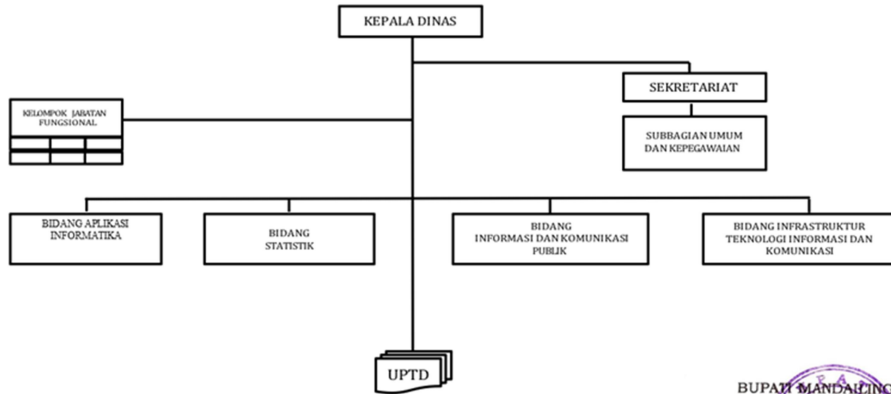 KEPALA DINAS
SEKRETARIAT
KELOMPOK JABATAN
FUNGSIONAL
SUBBAGIAN UMUM
DAN KEPEGAWAIAN
BIDANG APLIKASI
INFORMATIKA
BIDANG
STATISTIK
BIDANG
INFORMASI DAN KOMUNIKASI
PUBLIK
BIDANG INFRASTRUKTUR
TEKNOLOGI INFORMASI DAN
KOMUNIKASI
UPTD
BUPATI MANDAILING